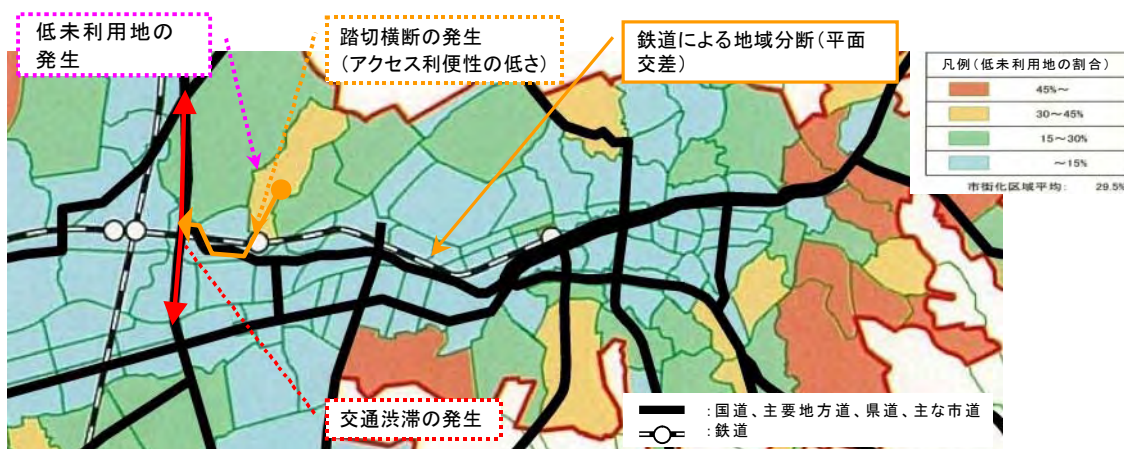 低未利用地の
発生
踏切横断の発生
（アクセス利便性の低さ）
鉄道による地域分断（平面
交差）
凡例（低未利用地の割合）
45%～
30～45%
15～30%
～15%
市街化区域平均： 29.5%
交通渋滞の発生
：国道、主要地方道、県道、主な市道
：鉄道